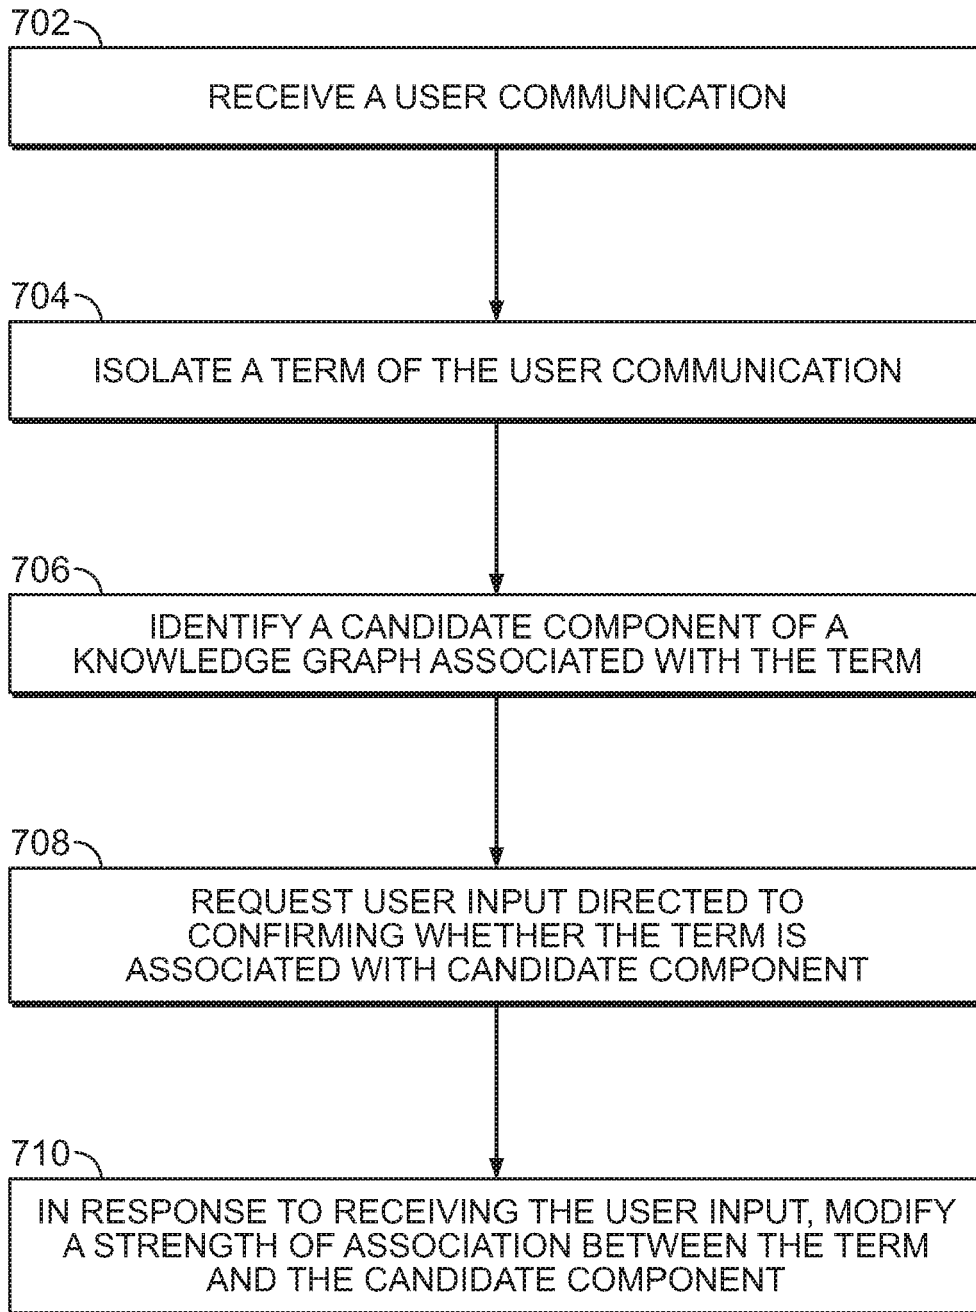 702
RECEIVE A USER COMMUNICATION
704
ISOLATE A TERM OF THE USER COMMUNICATION
706
IDENTIFY A CANDIDATE COMPONENT OF A
KNOWLEDGE GRAPH ASSOCIATED WITH THE TERM
708
REQUEST USER INPUT DIRECTED TO
CONFIRMING WHETHER THE TERM IS
ASSOCIATED WITH CANDIDATE COMPONENT
710
IN RESPONSE TO RECEIVING THE USER INPUT, MODIFY
A STRENGTH OF ASSOCIATION BETWEEN THE TERM
AND THE CANDIDATE COMPONENT